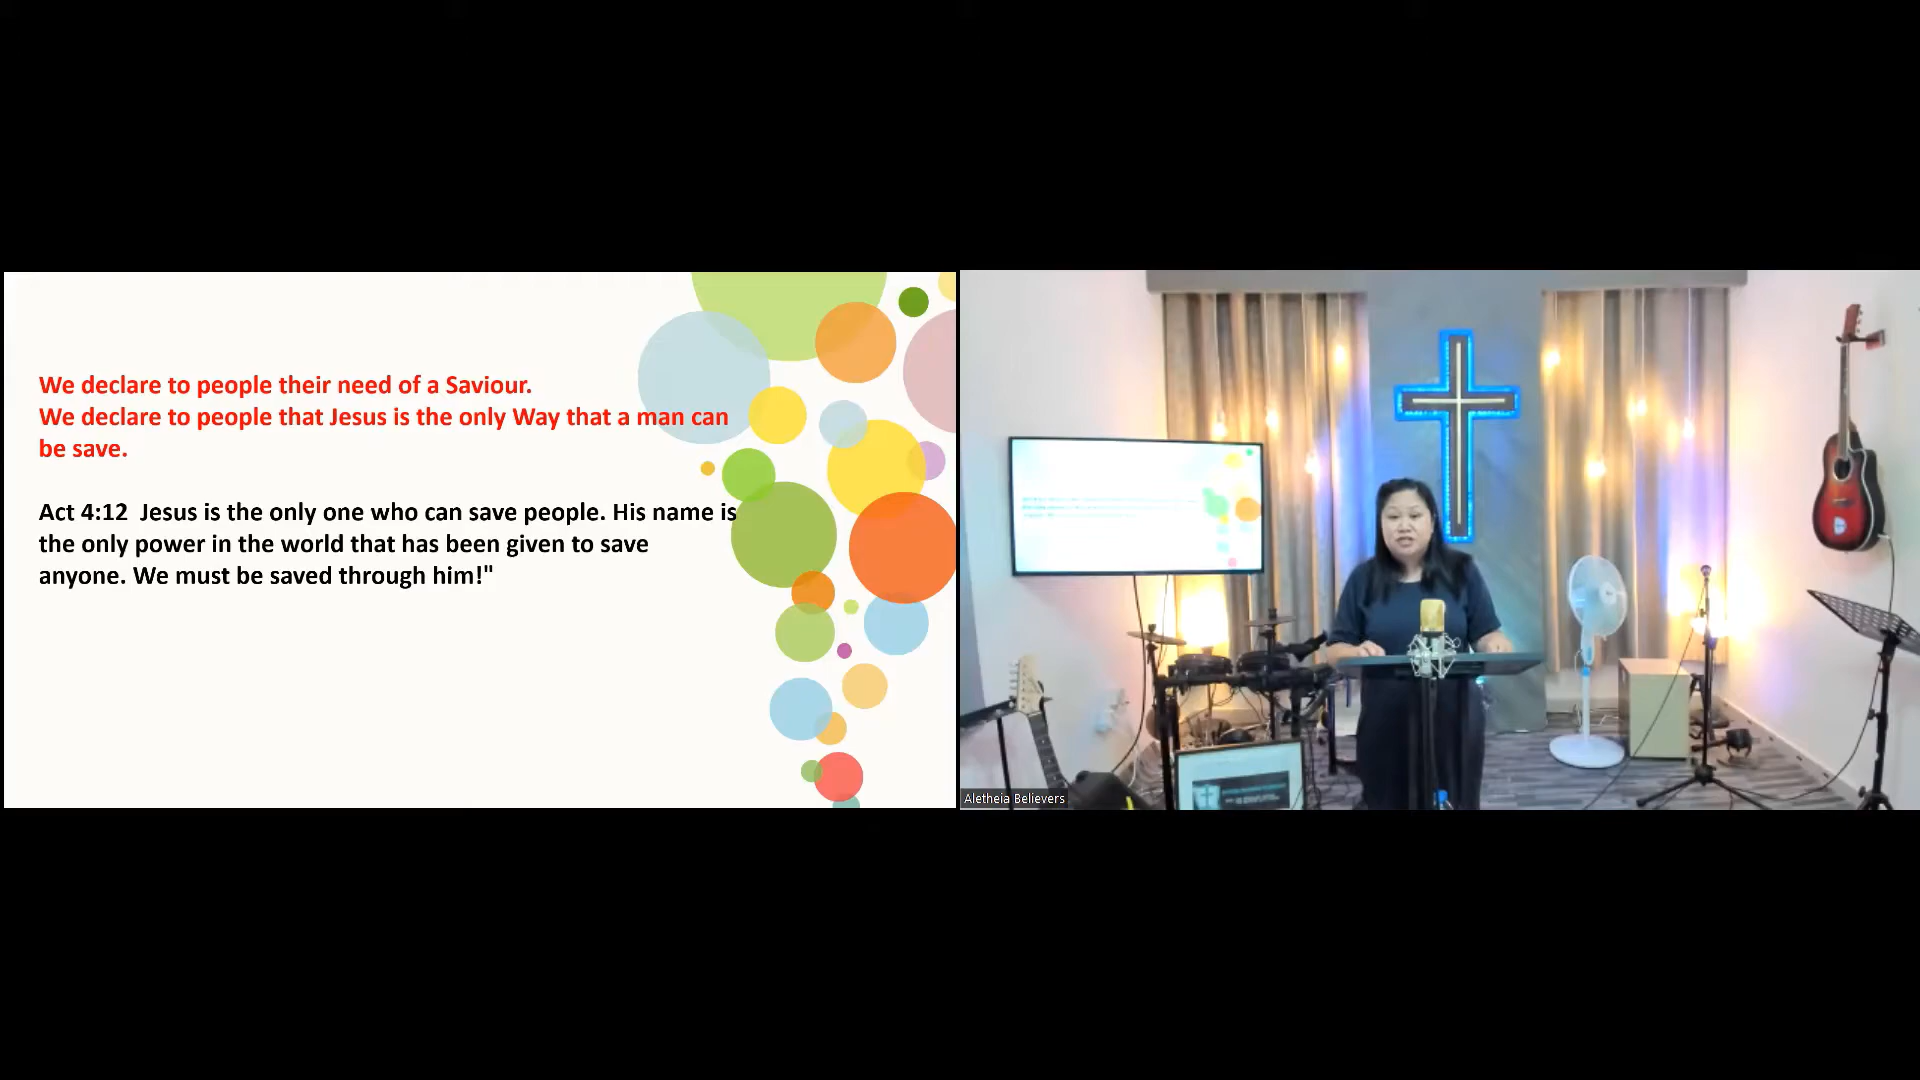 We declare to people their need of a Saviour.
We declare to people that Jesus is the only Way that a man can
be save.
Act 4:12  Jesus is the only one who can save people. His name is
the only power in the world that has been given to save
anyone. We must be saved through him!"
Aletheia Believers